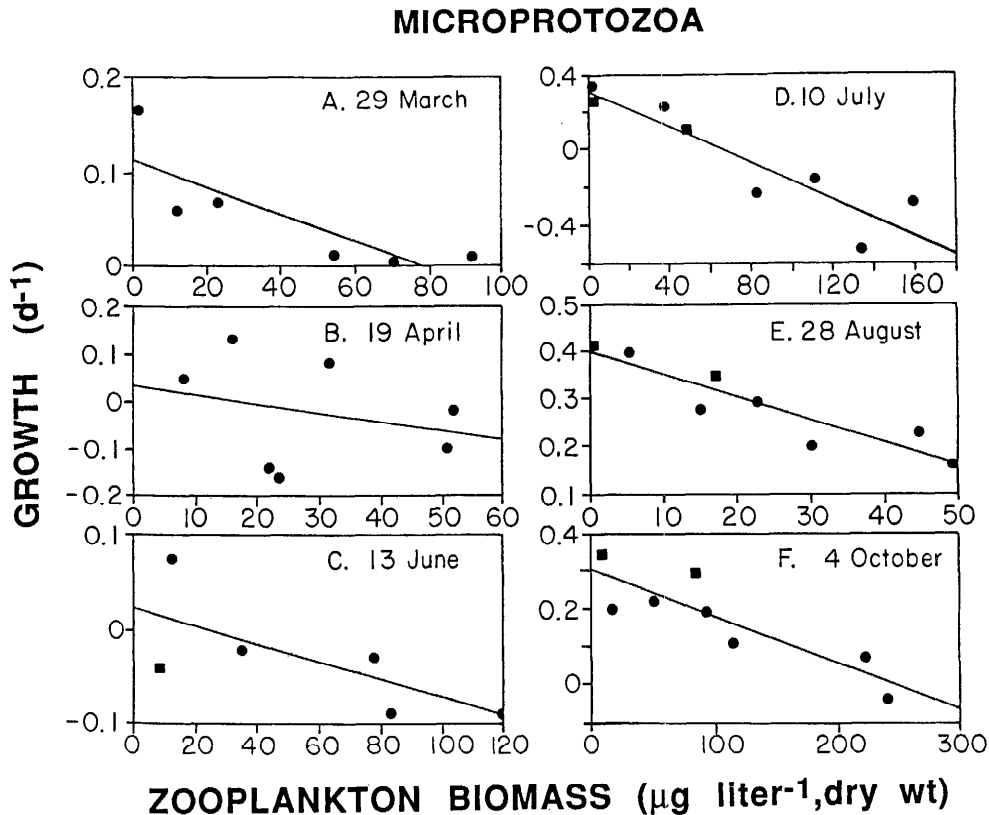 MICROPROTOZOA
A. 29 March
0.2
0.1
0
0 20 40 60 80 100
D.10 July
0.4
0
-0.4
0 40 80 120 160
B. 19 April
0.2
0.1
0
-0.1
-0.2
0 10 20 30 40 50 60
E. 28 August
0.5
0.4
0.3
0.2
0.1
0 10 20 30 40 50
C. 13 June
0.1
0
-0.1
0 20 40 60 80 100 120
F. 4 October
0.4
0.2
0
0 100 200 300
GROWTH (d-1)
ZOOPLANKTON BIOMASS (µg liter-1,dry wt)